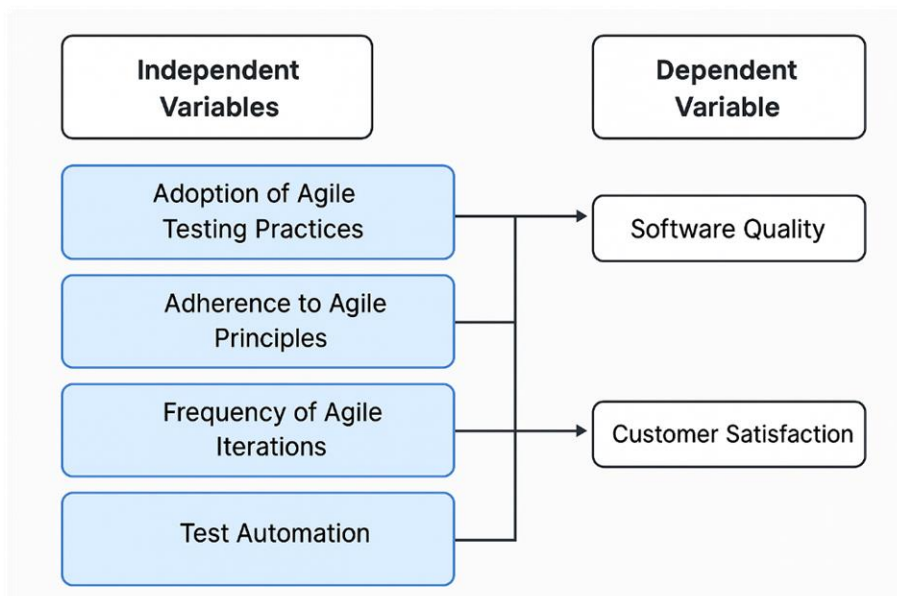 Independent
Variables
Dependent
Variable
Adoption of Agile
Testing Practices
Software Quality
Adherence to Agile
Principles
Frequency of Agile
Iterations
Customer Satisfaction
Test Automation